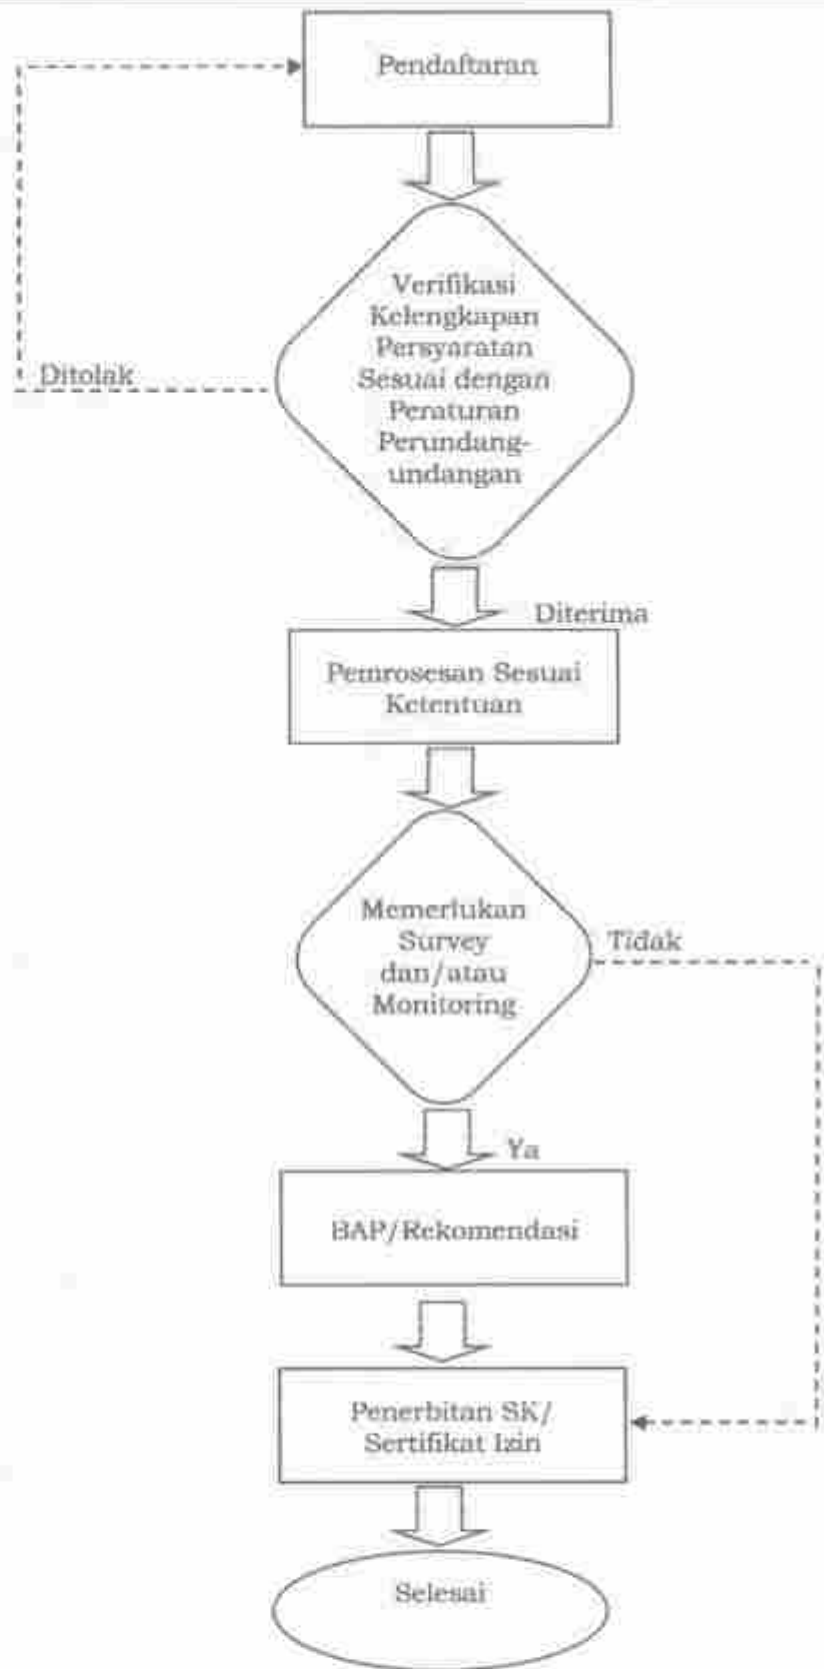 Pendaftaran
Verifikasi
Kelengkapan
Persyaratan
Sesuai dengan
Peraturan
Perundang-
undangan
Ditolak
Diterima
Pemrosesan Sesuai
Ketentuan
Memerlukan
Survey
dan/atau
Monitoring
Tidak
Ya
BAP/Rekomendasi
Penerbitan SK/
Sertifikat Izin
Selesai